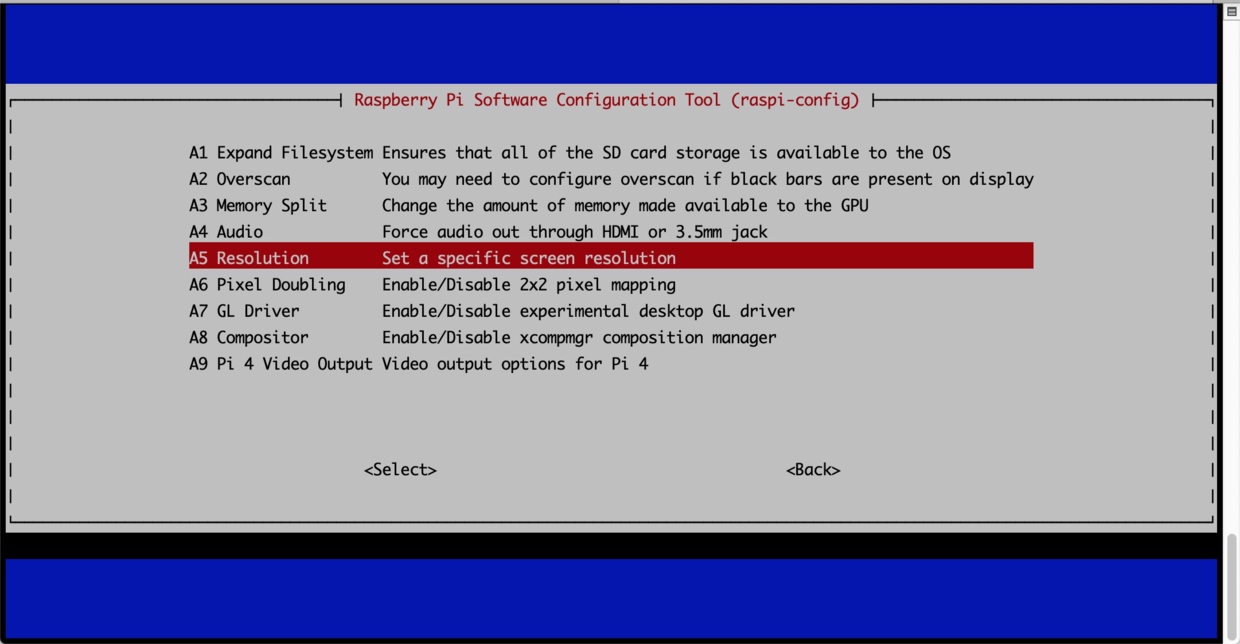 Raspberry Pi Software Configuration Tool (raspi-config)
A1 Expand Filesystem Ensures that all of the SD card storage is available to the OS
A2 Overscan You may need to configure overscan if black bars are present on display
A3 Memory Split Change the amount of memory made available to the GPU
A4 Audio Force audio out through HDMI or 3.5mm jack
A5 Resolution Set a specific screen resolution
A6 Pixel Doubling Enable/Disable 2x2 pixel mapping
A7 GL Driver Enable/Disable experimental desktop GL driver
A8 Compositor Enable/Disable xcompmgr composition manager
A9 Pi 4 Video Output Video output options for Pi 4
<Select> <Back>